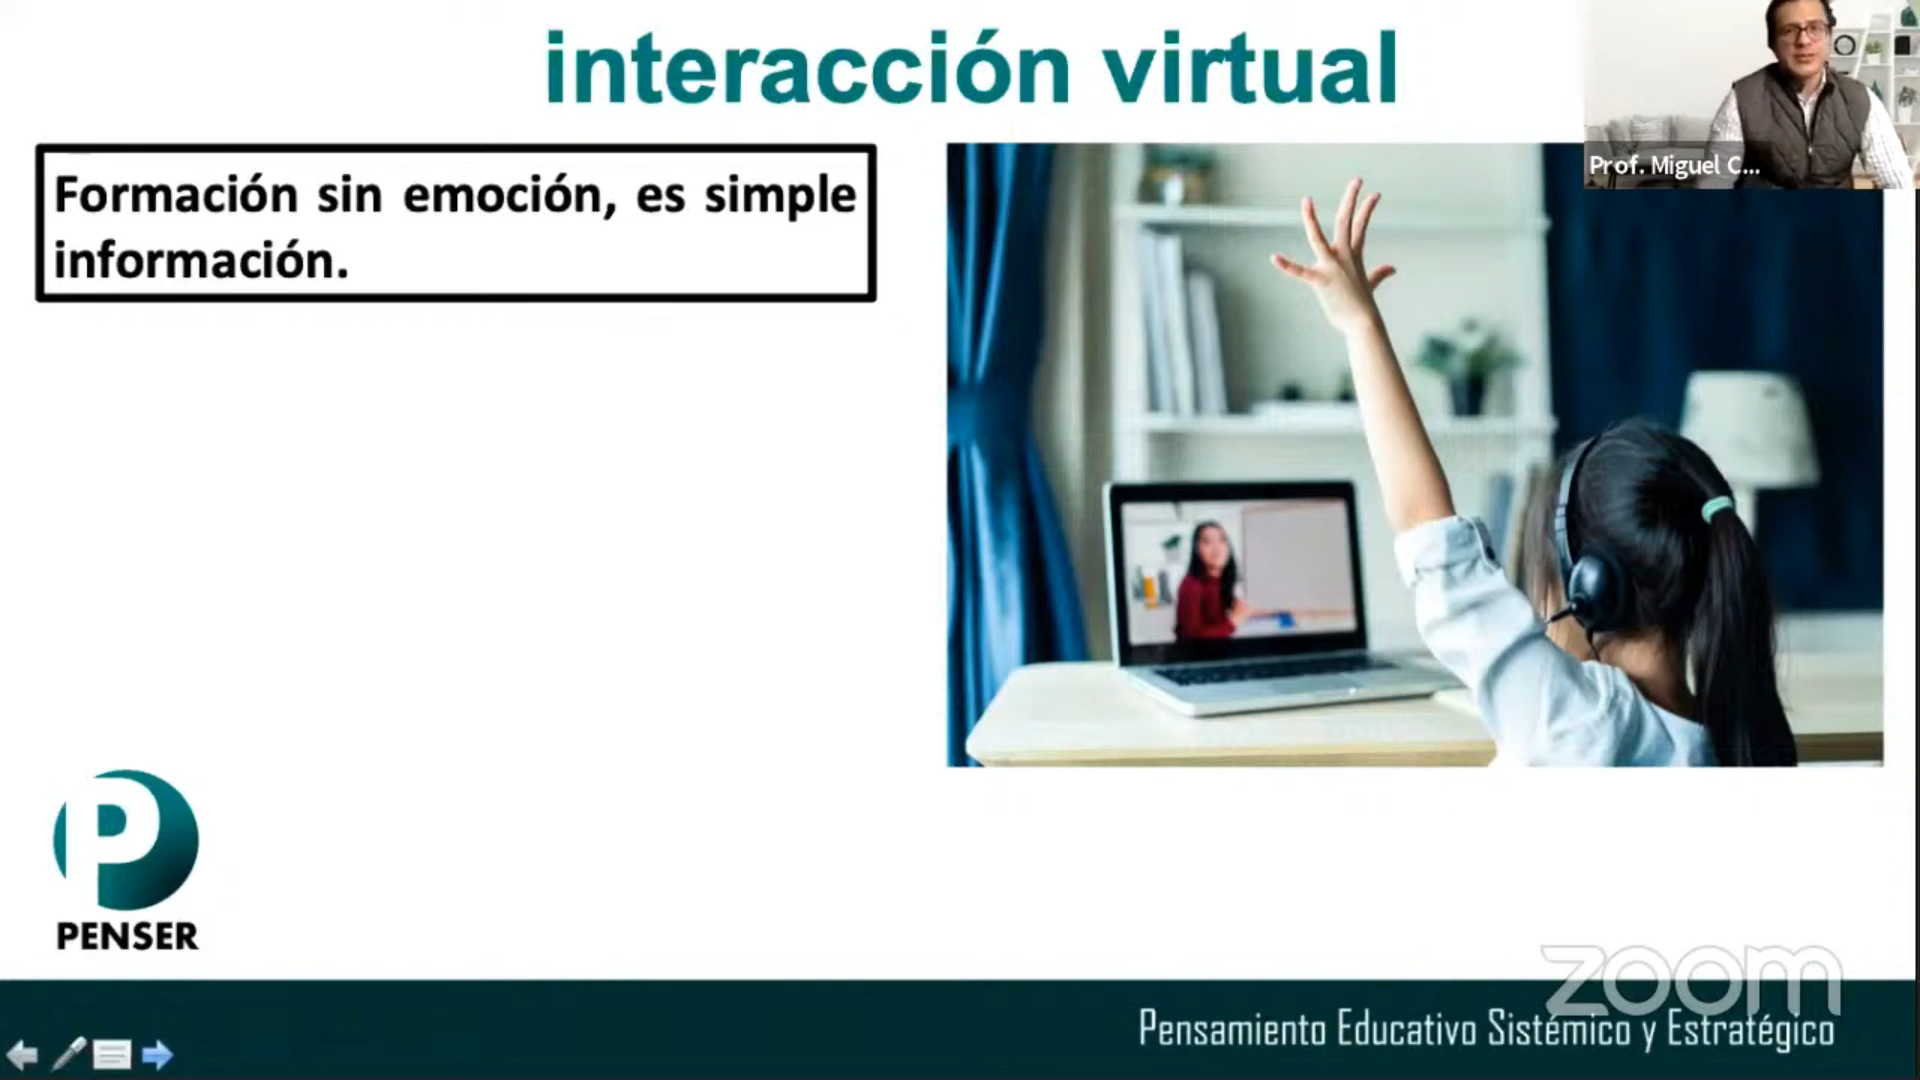 interacción virtual
Prof. Miguel C...
Formación sin emoción, es simple
información.
P
PENSER
zoom
Pensamiento Educativo Sistémico y Estratégico